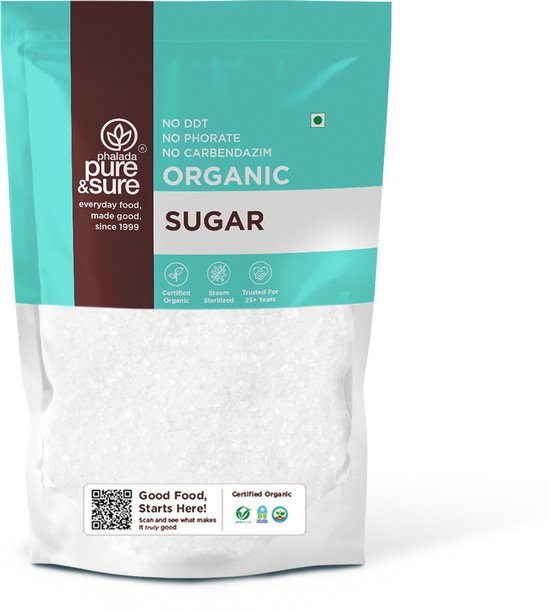 NO DDT
NO PHORATE
NO CARBENDAZIM
ORGANIC
SUGAR
phalada
pure
&sure
®
everyday food,
made good.
since 1999
Certified
Organic
Steam
Sterilized
Trusted For
25+ Years
Good Food,
Starts Here!
Scan and see what makes
it truly good
Certified Organic